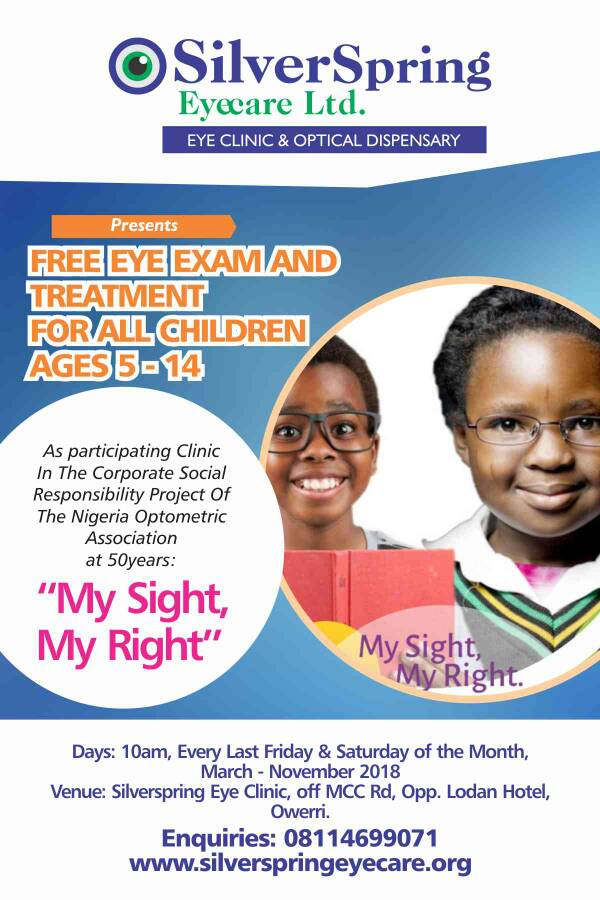 SilverSpring
Eyecare Ltd.
EYE CLINIC & OPTICAL DISPENSARY
Presents
FREE EYE EXAM AND
TREATMENT
FOR ALL CHILDREN
AGES 5 - 14
As participating Clinic
In The Corporate Social
Responsibility Project Of
The Nigeria Optometric
Association
at 50years:
“My Sight,
My Right”
My Sight,
My Right.
Days: 10am, Every Last Friday & Saturday of the Month,
March - November 2018
Venue: Silverspring Eye Clinic, off MCC Rd, Opp. Lodan Hotel,
Owerri.
Enquiries: 08114699071
www.silverspringeyecare.org